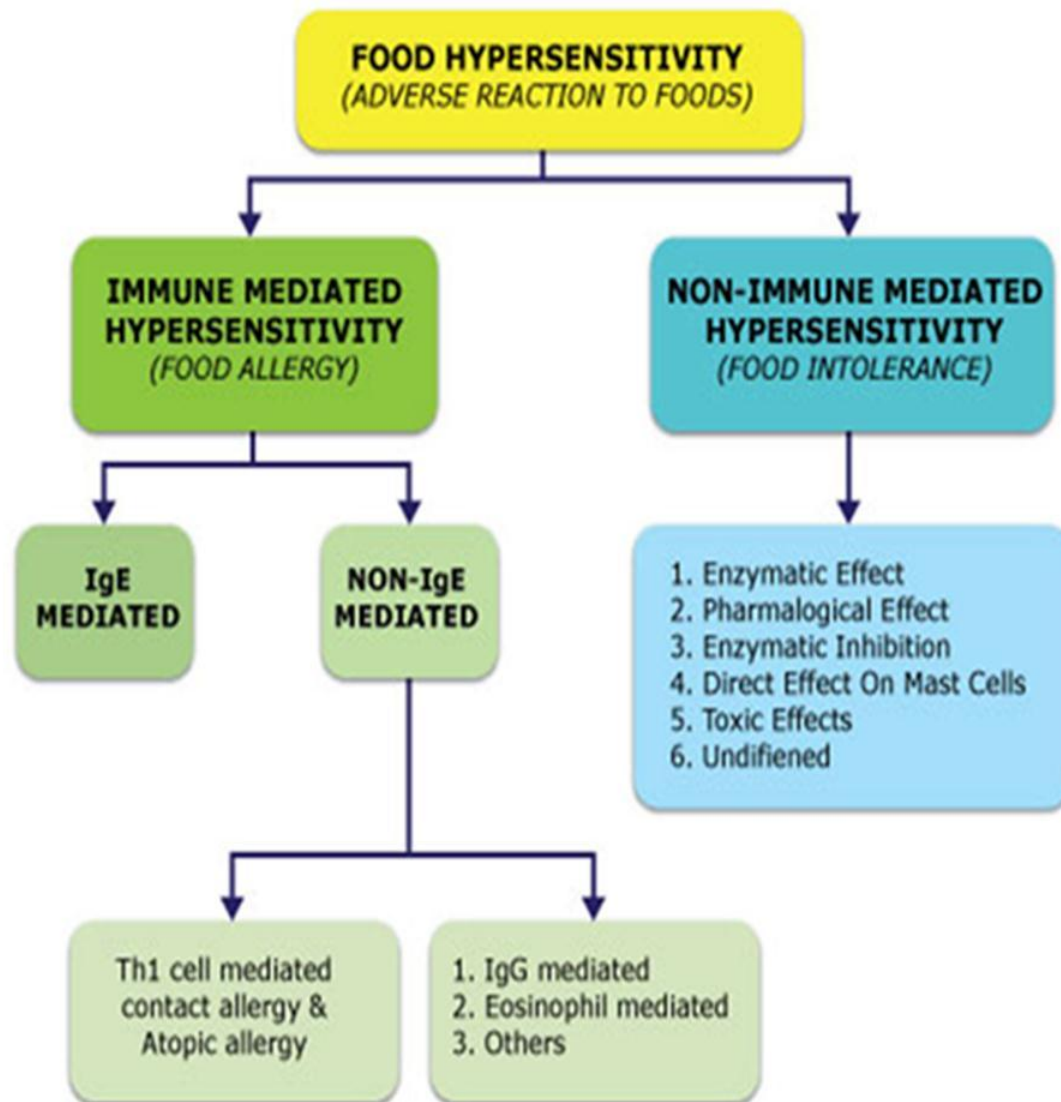 FOOD HYPERSENSITIVITY
(ADVERSE REACTION TO FOODS)
IMMUNE MEDIATED
HYPERSENSITIVITY
(FOOD ALLERGY)
NON-IMMUNE MEDIATED
HYPERSENSITIVITY
(FOOD INTOLERANCE)
IgE
MEDIATED
NON-IgE
MEDIATED
1. Enzymatic Effect
2. Pharmalogical Effect
3. Enzymatic Inhibition
4. Direct Effect On Mast Cells
5. Toxic Effects
6. Undifiened
Th1 cell mediated
contact allergy &
Atopic allergy
1. IgG mediated
2. Eosinophil mediated
3. Others